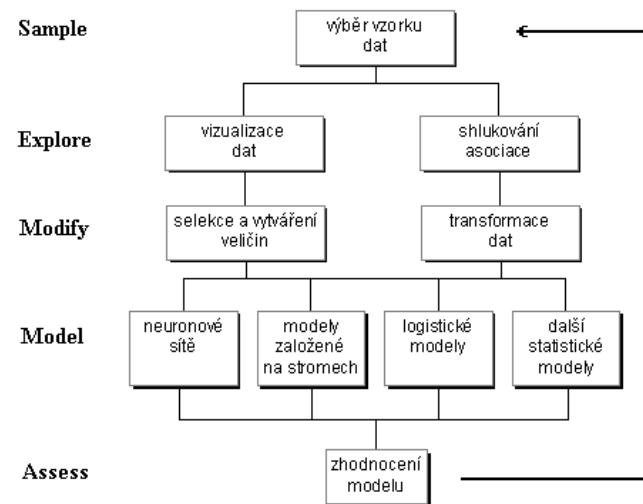 Sample
výběr vzorku
dat
Explore
vizualizace
dat
shlukování
asociace
Modify
selekce a vytváření
veličin
transformace
dat
Model
neuronové
sítě
modely
založené
na stromech
logistické
modely
další
statistické
modely
Assess
zhodnocení
modelu